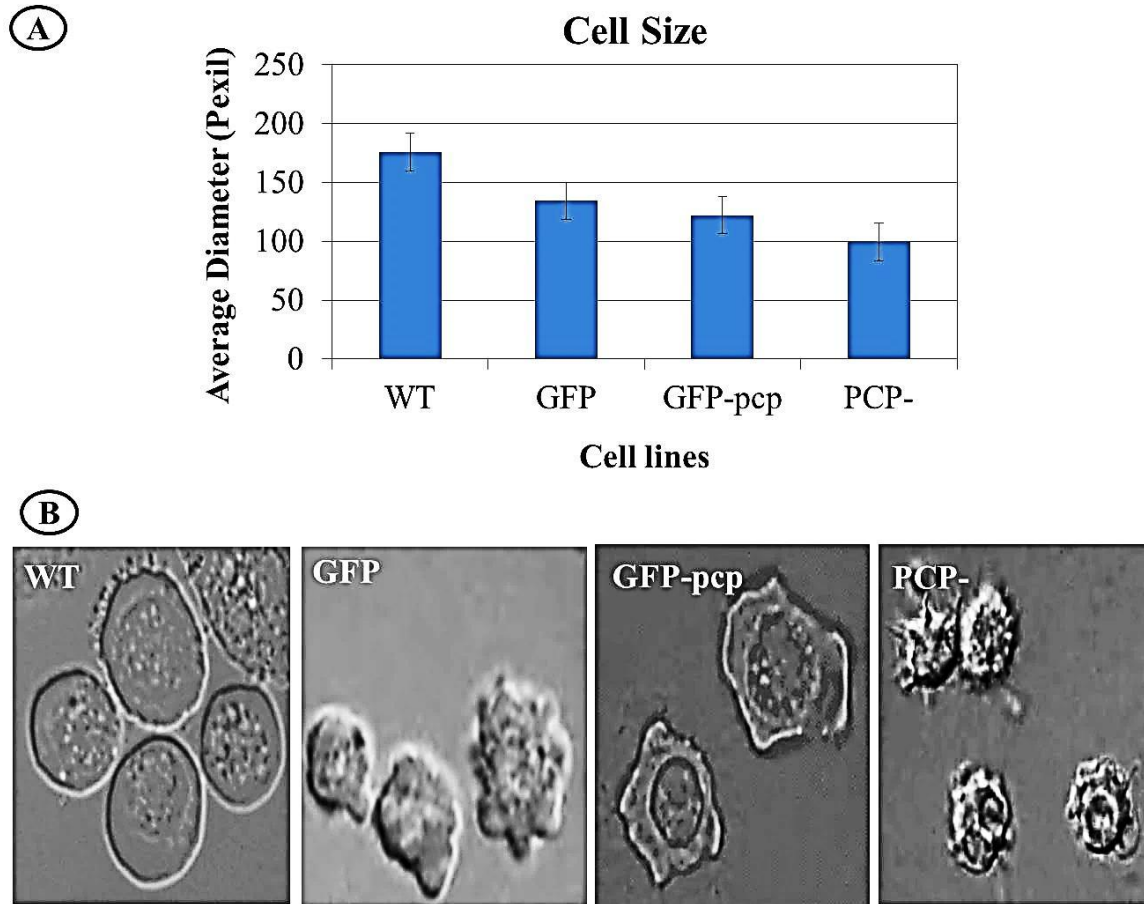 A
Cell Size
Average Diameter (Pexil)
250
200
150
100
50
0
WT GFP GFP-pcp PCP-
Cell lines
B
WT GFP GFP-pcp PCP-